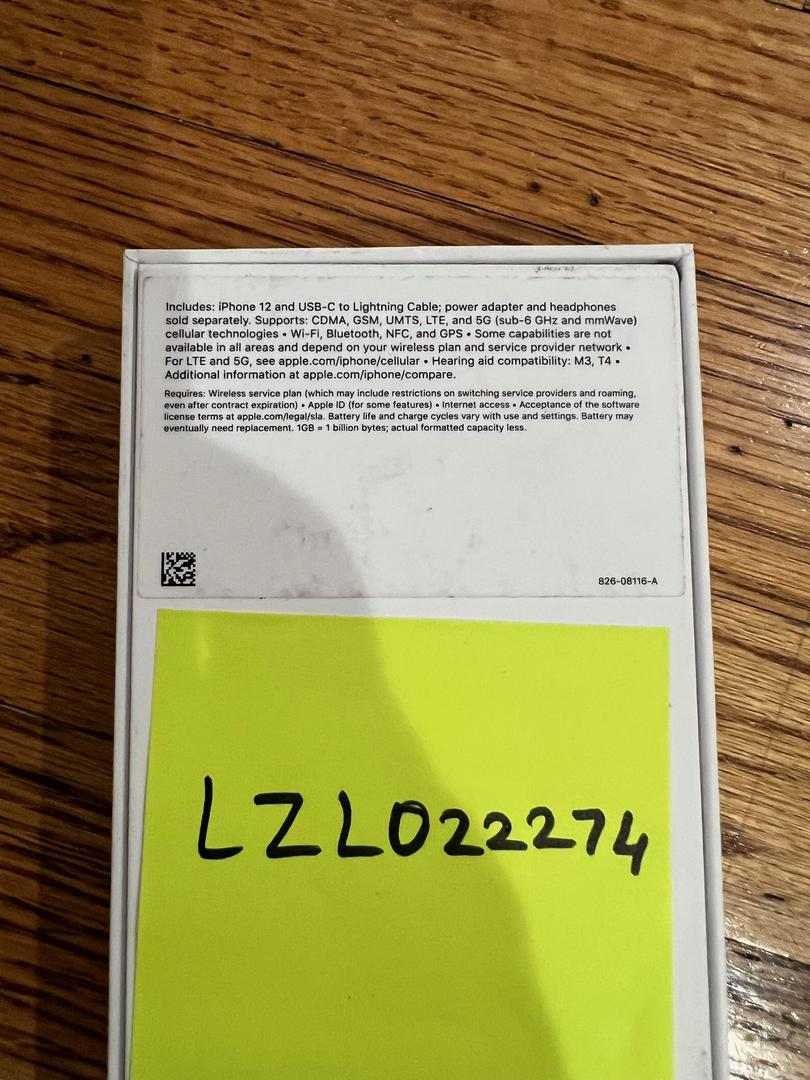 Includes: iPhone 12 and USB-C to Lightning Cable; power adapter and headphones
sold separately. Supports: CDMA, GSM, UMTS, LTE, and 5G (sub-6 GHz and mmWave)
cellular technologies • Wi-Fi, Bluetooth, NFC, and GPS • Some capabilities are not
available in all areas and depend on your wireless plan and service provider network •
For LTE and 5G, see apple.com/iphone/cellular • Hearing aid compatibility: M3, T4 •
Additional information at apple.com/iphone/compare.
Requires: Wireless service plan (which may include restrictions on switching service providers and roaming,
even after contract expiration) • Apple ID (for some features) • Internet access • Acceptance of the software
license terms at apple.com/legal/sla. Battery life and charge cycles vary with use and settings. Battery may
eventually need replacement. 1GB = 1 billion bytes; actual formatted capacity less.
826-08116-A
LZL022274